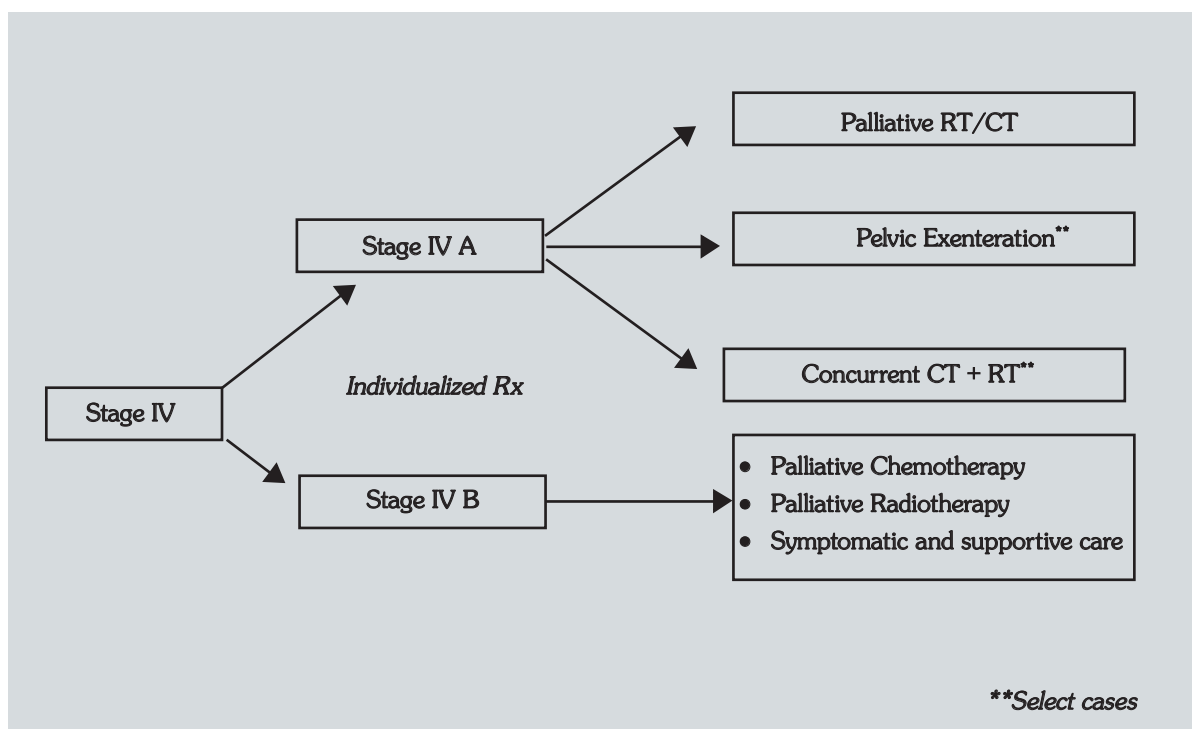 Palliative RT/CT
Stage IV A
Pelvic Exenteration**
Individualized Rx
Concurrent CT + RT**
Stage IV
Stage IV B
• Palliative Chemotherapy
• Palliative Radiotherapy
• Symptomatic and supportive care
**Select cases